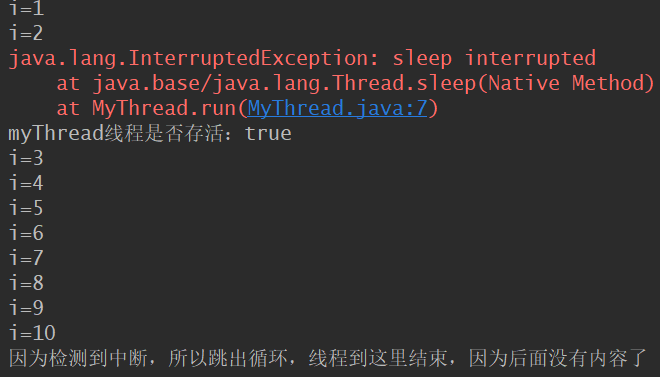 i=1
i=2
java.lang.InterruptedException: sleep interrupted
at java.base/java.lang.Thread.sleep(Native Method)
at MyThread.run(MyThread.java:7)
myThread线程是否存活：true
i=3
i=4
i=5
i=6
i=7
i=8
i=9
i=10
因为检测到中断，所以跳出循环，线程到这里结束，因为后面没有内容了